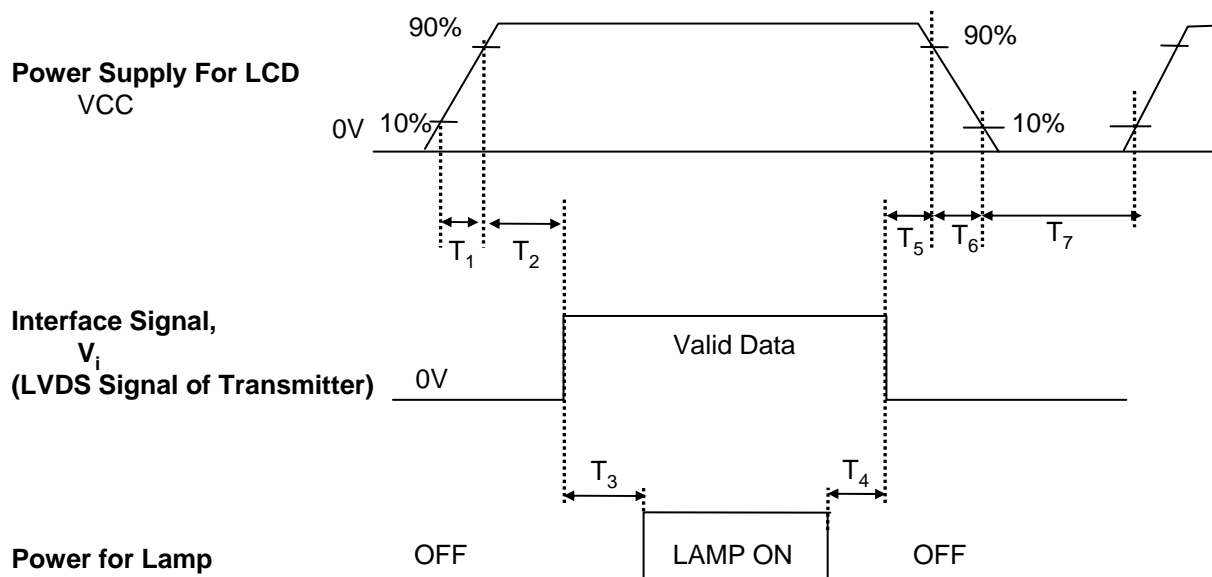 90%
90%
Power Supply For LCD
VCC
0V
10%
10%
T1
T2
T5
T6
T7
Interface Signal,
Vi
(LVDS Signal of Transmitter)
Valid Data
0V
T3
T4
Power for Lamp
OFF
LAMP ON
OFF